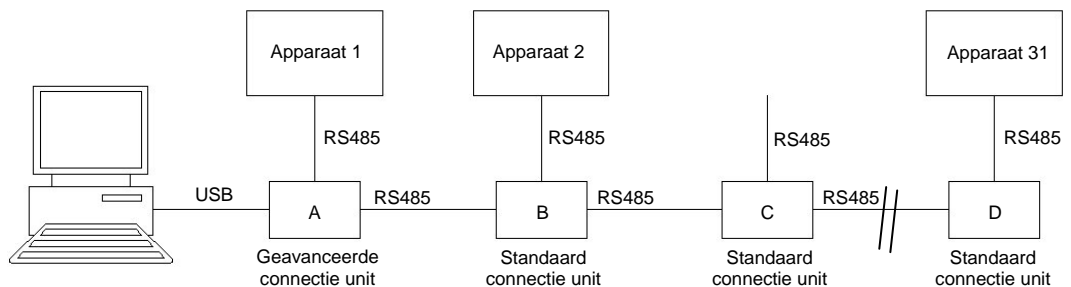 Apparaat 1
Apparaat 2
Apparaat 31
RS485
RS485
RS485
RS485
USB
A
RS485
B
RS485
C
RS485
D
Geavanceerde
connectie unit
Standaard
connectie unit
Standaard
connectie unit
Standaard
connectie unit